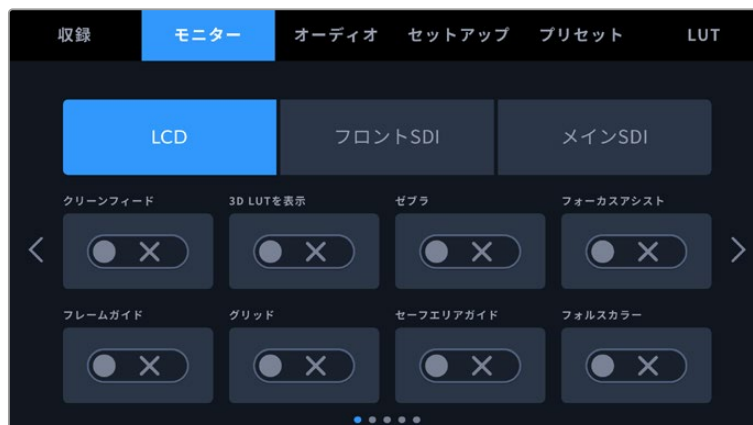 収録 モニター オーディオ セットアップ プリセット LUT
LCD フロントSDI メインSDI
クリーンフィード 3D LUTを表示 ゼブラ フォーカスアシスト
フレームガイド グリッド セーフエリアガイド フォルスカラー